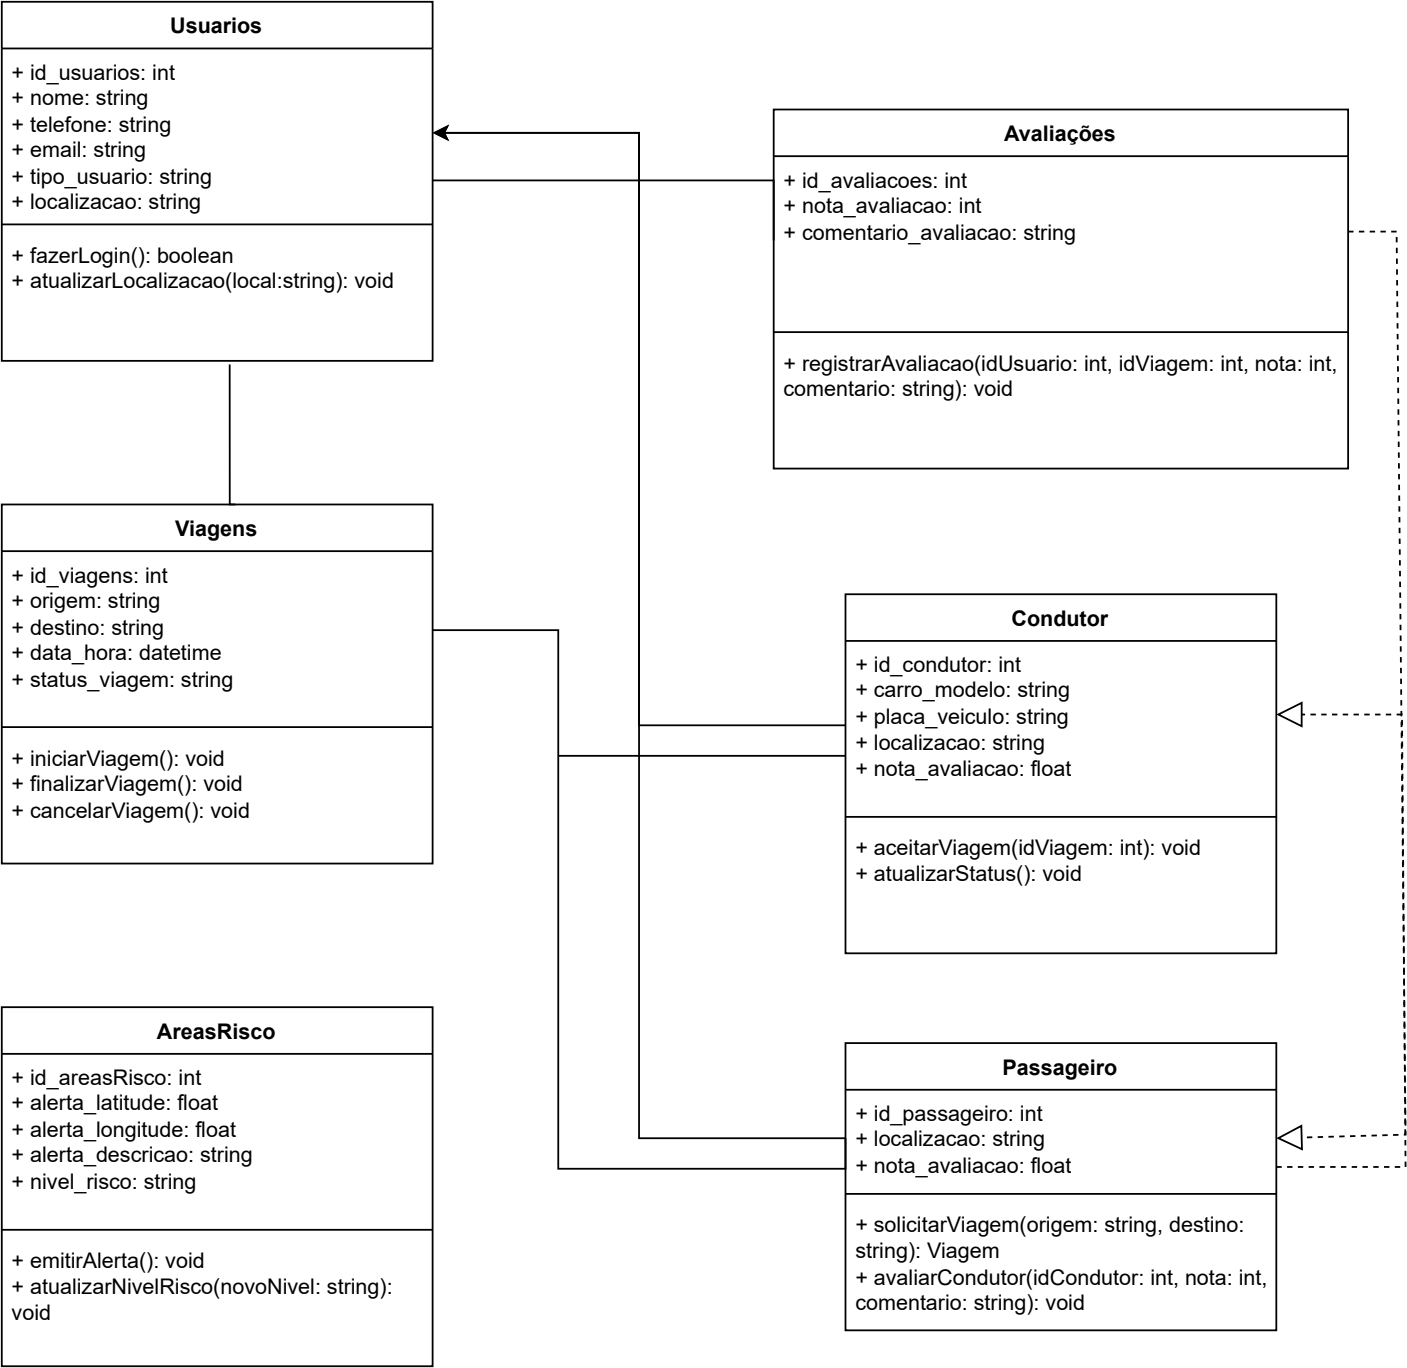 Usuarios
+ id_usuarios: int
+ nome: string
+ telefone: string
+ email: string
+ tipo_usuario: string
+ localizacao: string
+ fazerLogin(): boolean
+ atualizarLocalizacao(local:string): void
Avaliações
+ id_avaliacoes: int
+ nota_avaliacao: int
+ comentario_avaliacao: string
+ registrarAvaliacao(idUsuario: int, idViagem: int, nota: int,
comentario: string): void
Viagens
+ id_viagens: int
+ origem: string
+ destino: string
+ data_hora: datetime
+ status_viagem: string
+ iniciarViagem(): void
+ finalizarViagem(): void
+ cancelarViagem(): void
Condutor
+ id_condutor: int
+ carro_modelo: string
+ placa_veiculo: string
+ localizacao: string
+ nota_avaliacao: float
+ aceitarViagem(idViagem: int): void
+ atualizarStatus(): void
AreasRisco
+ id_areasRisco: int
+ alerta_latitude: float
+ alerta_longitude: float
+ alerta_descricao: string
+ nivel_risco: string
+ emitirAlerta(): void
+ atualizarNivelRisco(novoNivel: string):
void
Passageiro
+ id_passageiro: int
+ localizacao: string
+ nota_avaliacao: float
+ solicitarViagem(origem: string, destino:
string): Viagem
+ avaliarCondutor(idCondutor: int, nota: int,
comentario: string): void